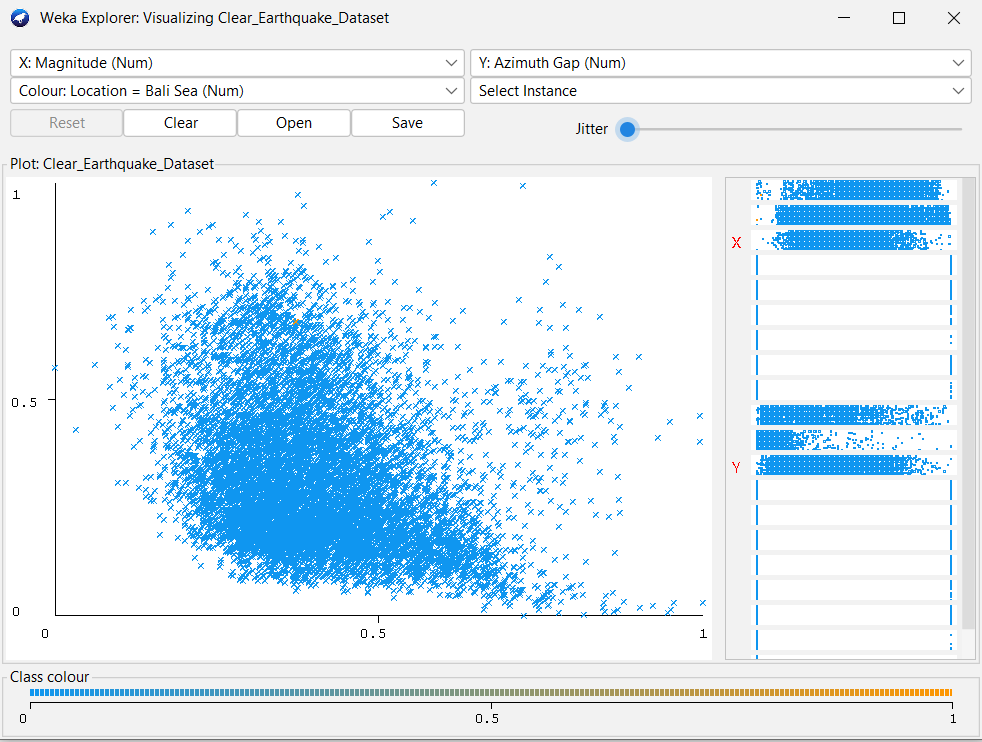 Weka Explorer: Visualizing Clear_Earthquake_Dataset
X: Magnitude (Num)
Y: Azimuth Gap (Num)
Colour: Location = Bali Sea (Num)
Select Instance
Reset
Clear
Open
Save
Jitter
Plot: Clear_Earthquake_Dataset
1
0.5
0
0
0.5
1
X
Y
Class colour
0
0.5
1